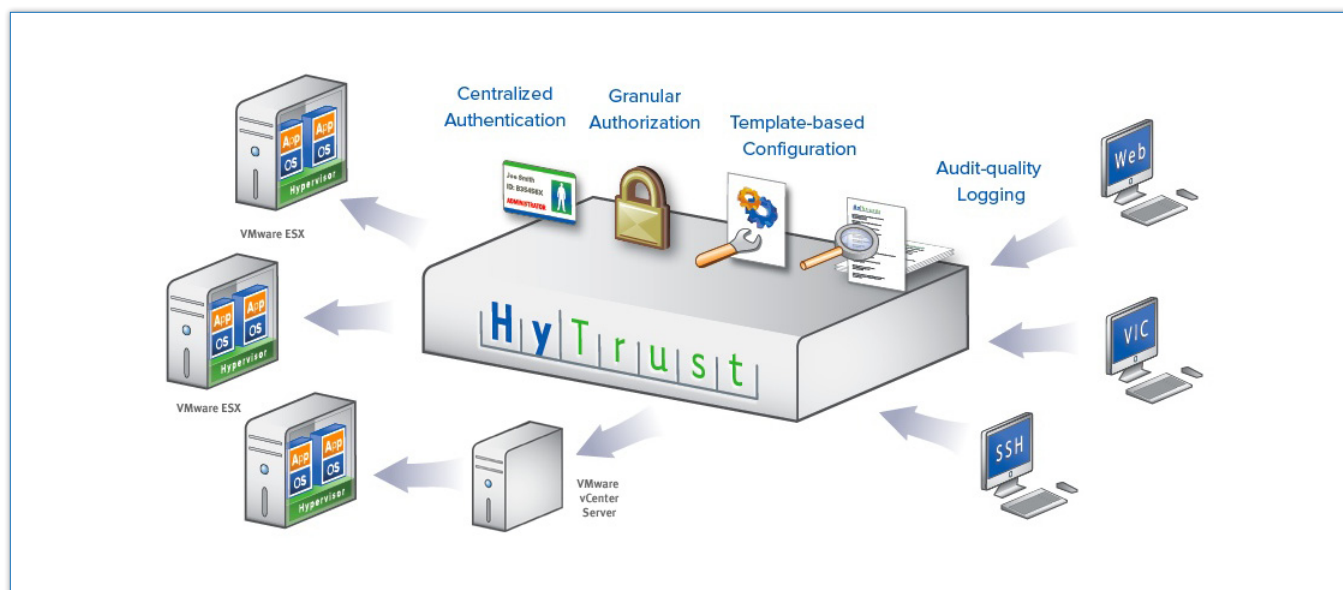 Centralized
Authentication
Granular
Authorization
Template-based
Configuration
Audit-quality
Logging
Joe Smith
ID: B35458X
ADMINISTRATOR
HyTrust
App
App
OS
OS
Hypervisor
VMware ESX
App
App
OS
OS
Hypervisor
VMware ESX
App
App
OS
OS
Hypervisor
VMware
vCenter
Server
Web
VIC
SSH